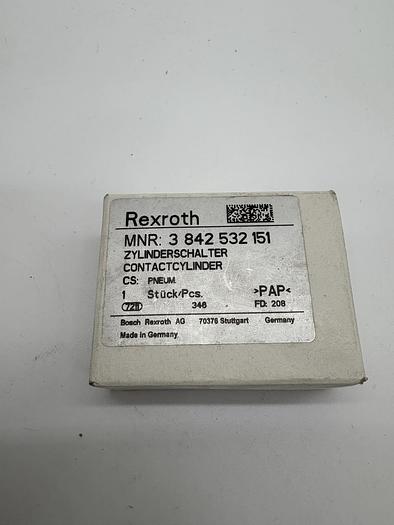 Rexroth
MNR: 3 842 532 151
ZYLINDERSCHALTER
CONTACTCYLINDER
CS: PNEUM.
1 Stück/Pcs. >PAP<
346 FD: 208
Bosch Rexroth AG 70376 Stuttgart Germany
Made in Germany